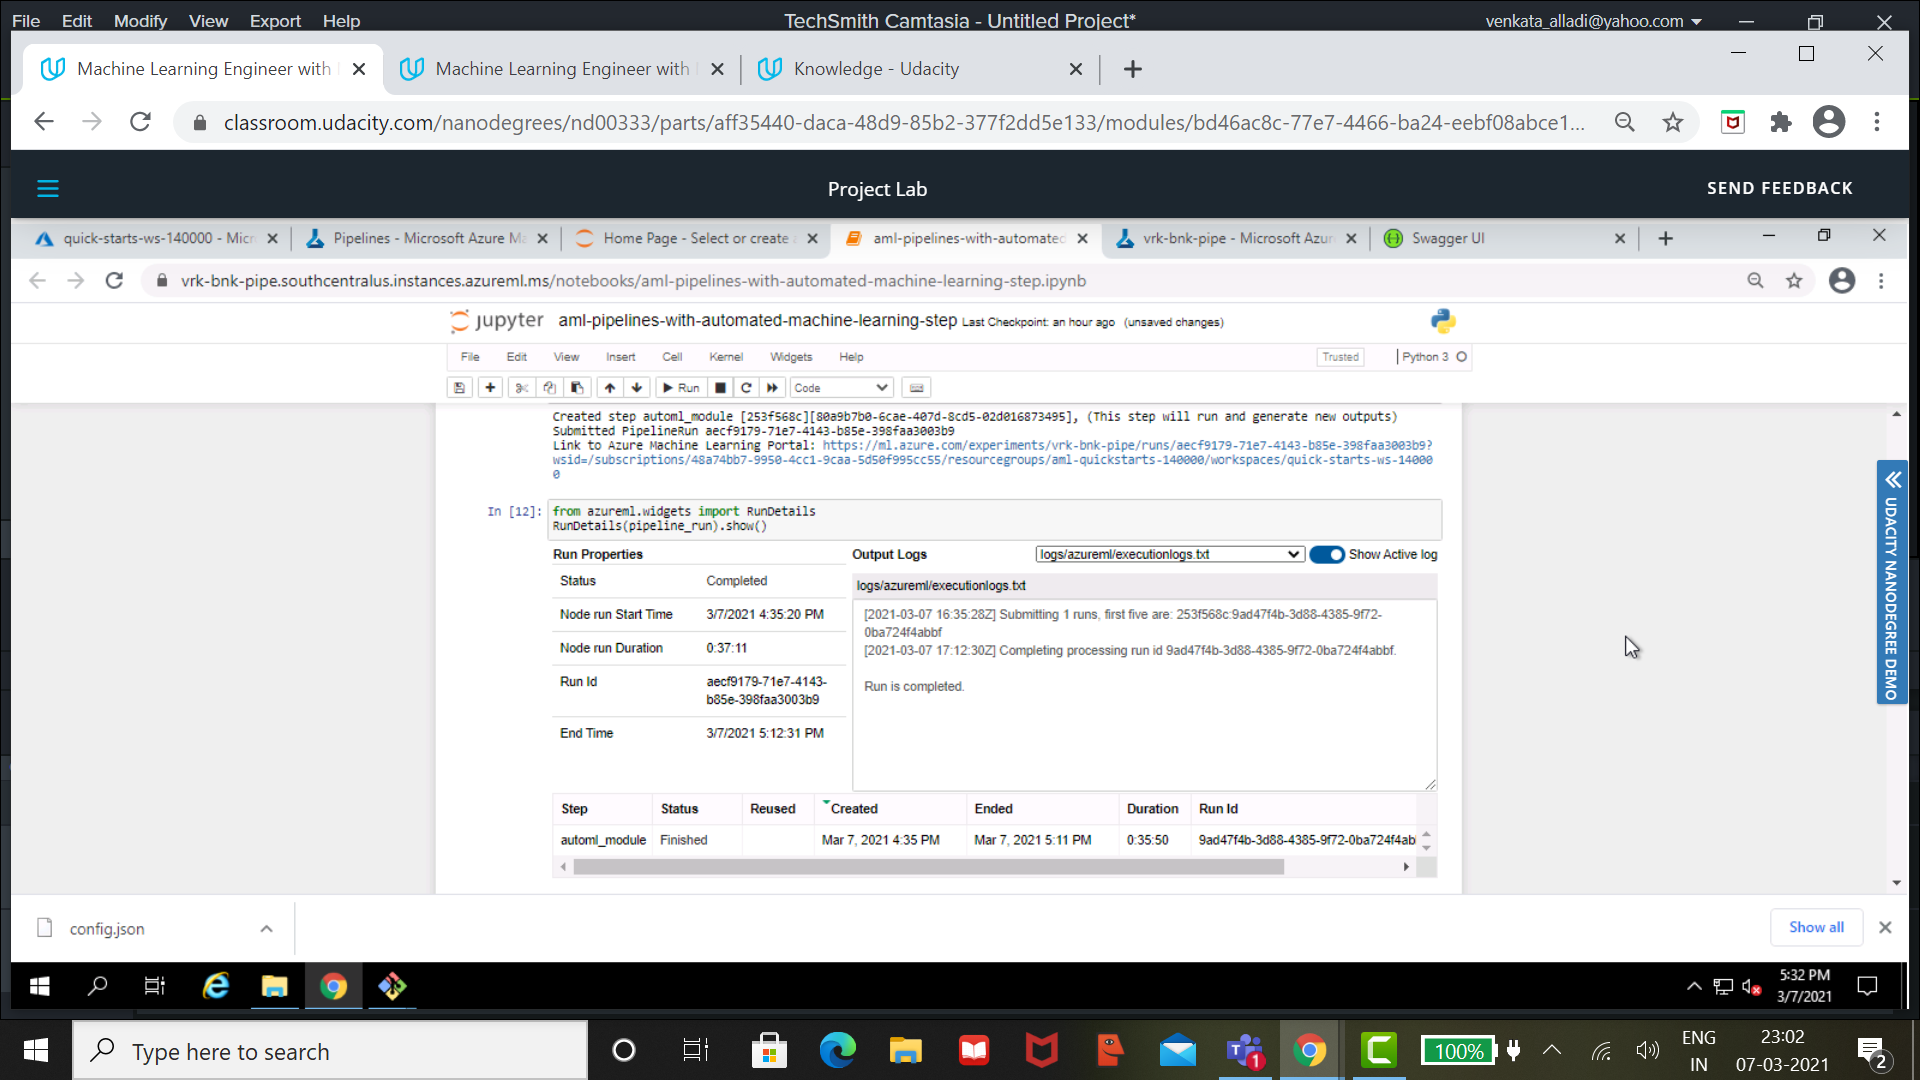 File Edit Modify View Export Help TechSmith Camtasia - Untitled Project* venkata_alladi@yahoo.com
Machine Learning Engineer with Machine Learning Engineer with Knowledge - Udacity
classroom.udacity.com/nanodegrees/nd00333/parts/aff35440-daca-48d9-85b2-377f2dd5e133/modules/bd46ac8c-77e7-4466-ba24-eebf08abce1...
Project Lab SEND FEEDBACK
quick-starts-ws-140000 - Micr Pipelines - Microsoft Azure Ma Home Page - Select or create aml-pipelines-with-automated vrk-bnk-pipe - Microsoft Azur Swagger UI
vrk-bnk-pipe.southcentralus.instances.azureml.ms/notebooks/aml-pipelines-with-automated-machine-learning-step.ipynb
jupyter aml-pipelines-with-automated-machine-learning-step Last Checkpoint: an hour ago (unsaved changes)
File Edit View Insert Cell Kernel Widgets Help Trusted Python 3
Run Code
Created step automl_module [253f568c][80a9b7b0-6cae-407d-8cd5-02d016873495], (This step will run and generate new outputs)
Submitted PipelineRun aecf9179-71e7-4143-b85e-398faa3003b9
Link to Azure Machine Learning Portal: https://ml.azure.com/experiments/vrk-bnk-pipe/runs/aecf9179-71e7-4143-b85e-398faa3003b9?
wsid=/subscriptions/48a74bb7-9950-4cc1-9caa-5d50f995cc55/resourcegroups/aml-quickstarts-140000/workspaces/quick-starts-ws-14000
0
In [12]: from azureml.widgets import RunDetails
RunDetails(pipeline_run).show()
Run Properties Output Logs logs/azureml/executionlogs.txt Show Active log
Status Completed
logs/azureml/executionlogs.txt
Node run Start Time 3/7/2021 4:35:20 PM
[2021-03-07 16:35:28Z] Submitting 1 runs, first five are: 253f568c:9ad47f4b-3d88-4385-9f72-
0ba724f4abbf
Node run Duration 0:37:11
[2021-03-07 17:12:30Z] Completing processing run id 9ad47f4b-3d88-4385-9f72-0ba724f4abbf.
Run Id aecf9179-71e7-4143-
b85e-398faa3003b9
Run is completed.
End Time 3/7/2021 5:12:31 PM
Step Status Reused Created Ended Duration Run Id
automl_module Finished Mar 7, 2021 4:35 PM Mar 7, 2021 5:11 PM 0:35:50 9ad47f4b-3d88-4385-9f72-0ba724f4ab
UDACITY NANODEGREE DEMO
config.json Show all
5:32 PM
3/7/2021
Type here to search
1
100%
ENG
IN
23:02
07-03-2021
2